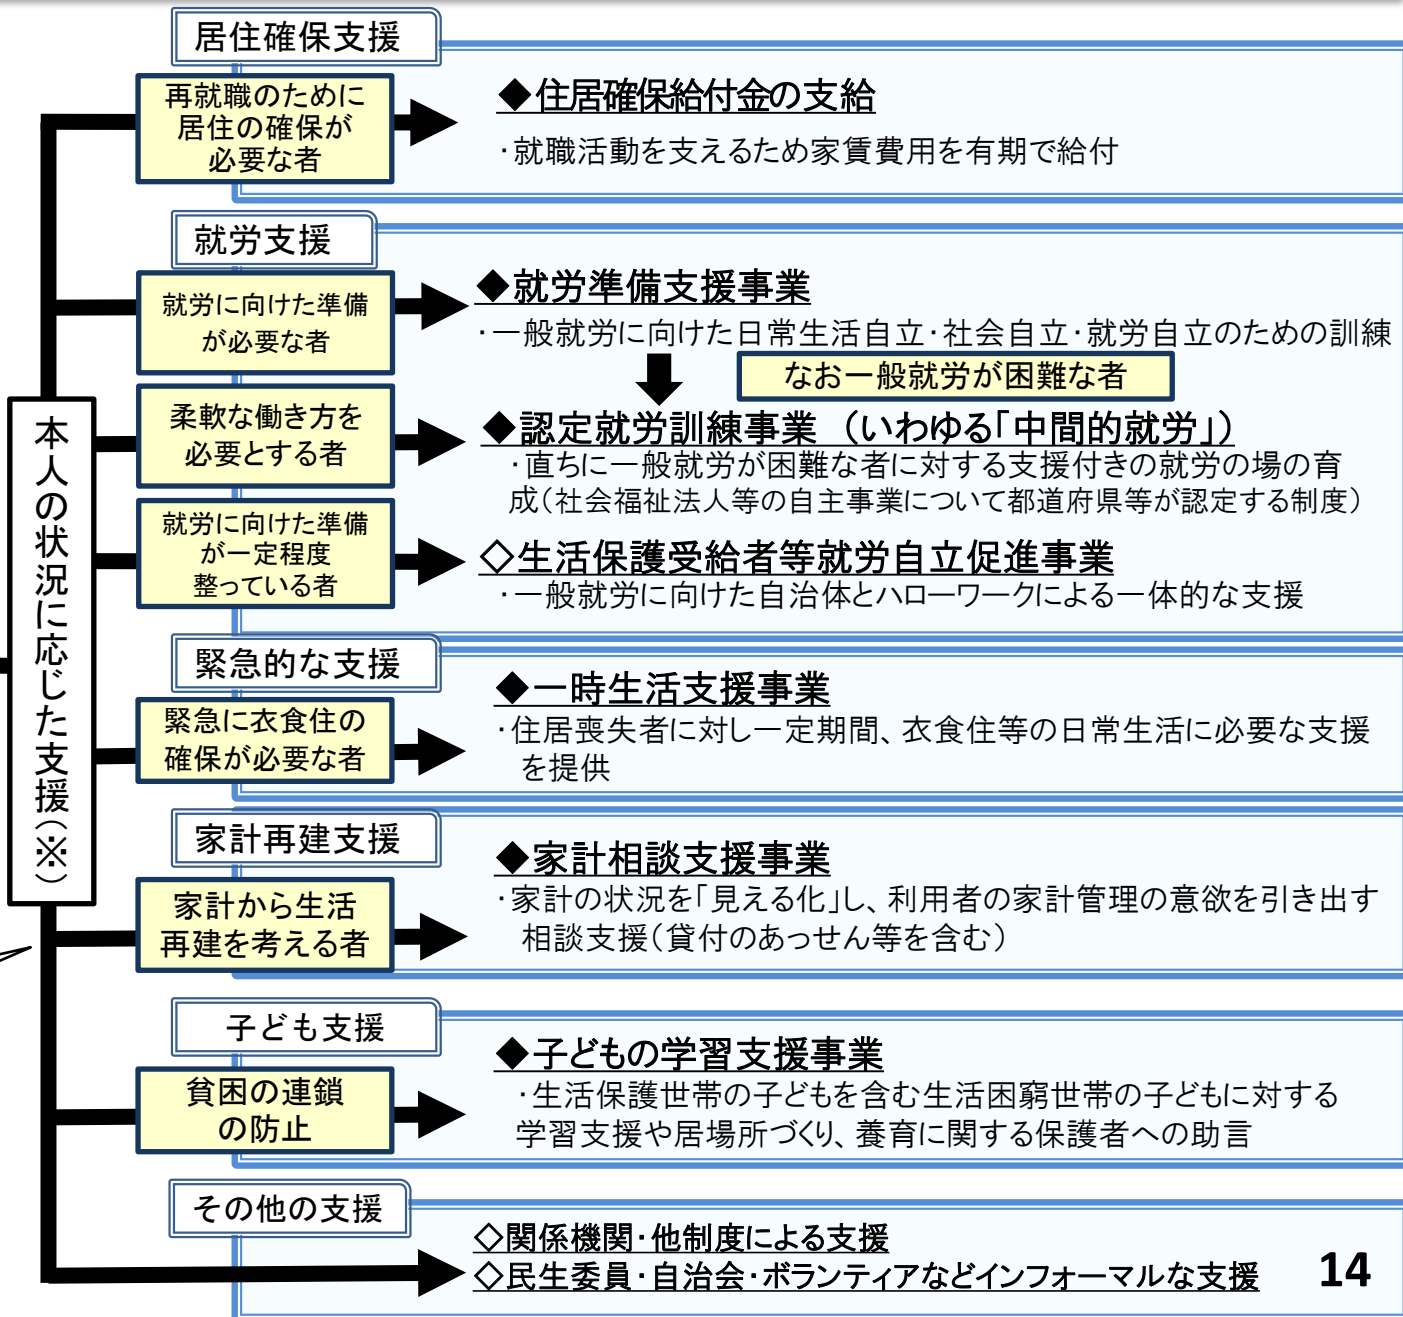 居住確保支援
再就職のために
居住の確保が
必要な者
◆住居確保給付金の支給
・就職活動を支えるため家賃費用を有期で給付
就労支援
就労に向けた準備
が必要な者
◆就労準備支援事業
・一般就労に向けた日常生活自立・社会自立・就労自立のための訓練
なお一般就労が困難な者
柔軟な働き方を
必要とする者
◆認定就労訓練事業 （いわゆる「中間的就労」）
・直ちに一般就労が困難な者に対する支援付きの就労の場の育
成（社会福祉法人等の自主事業について都道府県等が認定する制度）
就労に向けた準備
が一定程度
整っている者
◇生活保護受給者等就労自立促進事業
・一般就労に向けた自治体とハローワークによる一体的な支援
本人の状況に応じた支援（※）
緊急的な支援
緊急に衣食住の
確保が必要な者
◆一時生活支援事業
・住居喪失者に対し一定期間、衣食住等の日常生活に必要な支援
を提供
家計再建支援
家計から生活
再建を考える者
◆家計相談支援事業
・家計の状況を「見える化」し、利用者の家計管理の意欲を引き出す
相談支援（貸付のあっせん等を含む）
子ども支援
貧困の連鎖
の防止
◆子どもの学習支援事業
・生活保護世帯の子どもを含む生活困窮世帯の子どもに対する
学習支援や居場所づくり、養育に関する保護者への助言
その他の支援
◇関係機関・他制度による支援
◇民生委員・自治会・ボランティアなどインフォーマルな支援
14